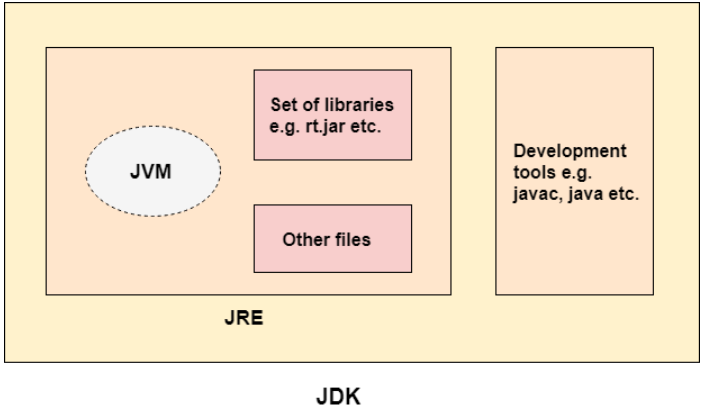 Set of libraries
e.g. rt.jar etc.
JVM
Other files
Development
tools e.g.
javac, java etc.
JRE
JDK